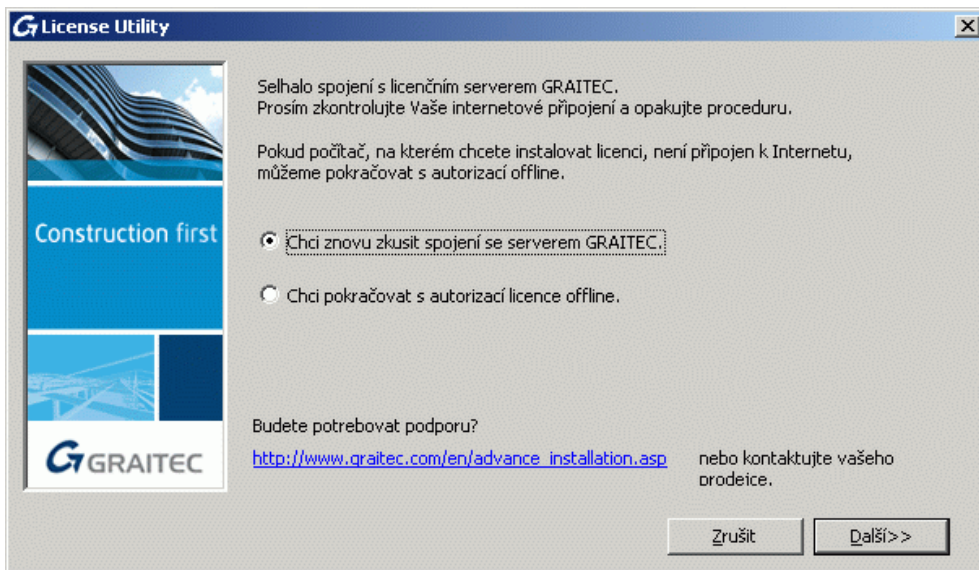 License Utility
Selhalo spojení s licenčním serverem GRAITEC.
Prosím zkontrolujte Vaše internetové připojení a opakujte proceduru.
Pokud počítač, na kterém chcete instalovat licenci, není připojen k Internetu,
můžeme pokračovat s autorizací offline.
Construction first
Chci znovu zkusit spojení se serverem GRAITEC.
Chci pokračovat s autorizací licence offline.
Budete potrebovat podporu?
http://www.graitec.com/en/advance_installation.asp nebo kontaktujte vašeho
prodejce.
GRAITEC
Zrušit
Další>>